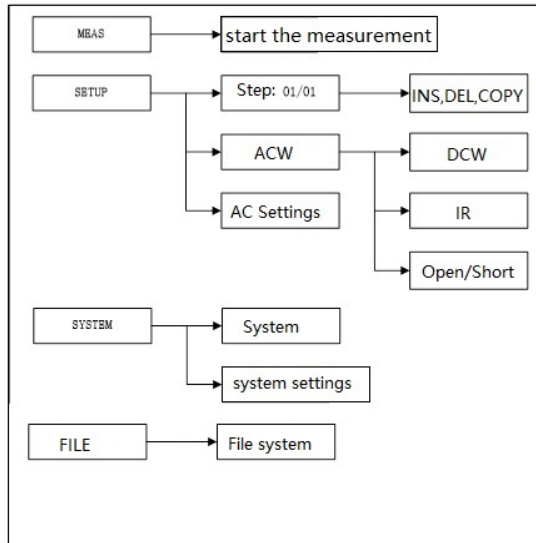 MEAS
start the measurement
SETUP
Step: 01/01
INS,DEL,COPY
ACW
DCW
AC Settings
IR
Open/Short
SYSTEM
System
system settings
FILE
File system